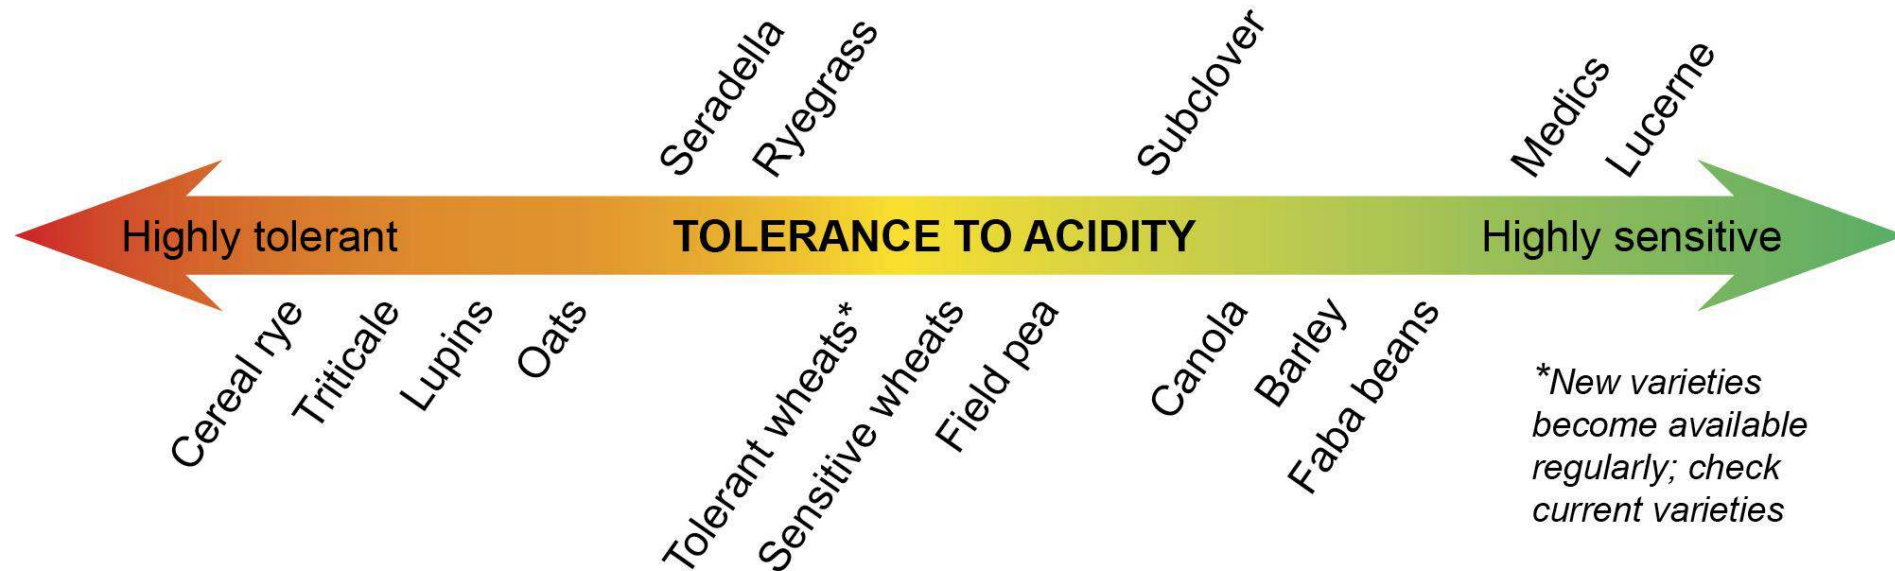 Seradella
Ryegrass
Subclover
Medics
Lucerne
Highly tolerant
TOLERANCE TO ACIDITY
Highly sensitive
Cereal rye
Triticale
Lupins
Oats
Tolerant wheats*
Sensitive wheats
Field pea
Canola
Barley
Faba beans
*New varieties
become available
regularly; check
current varieties